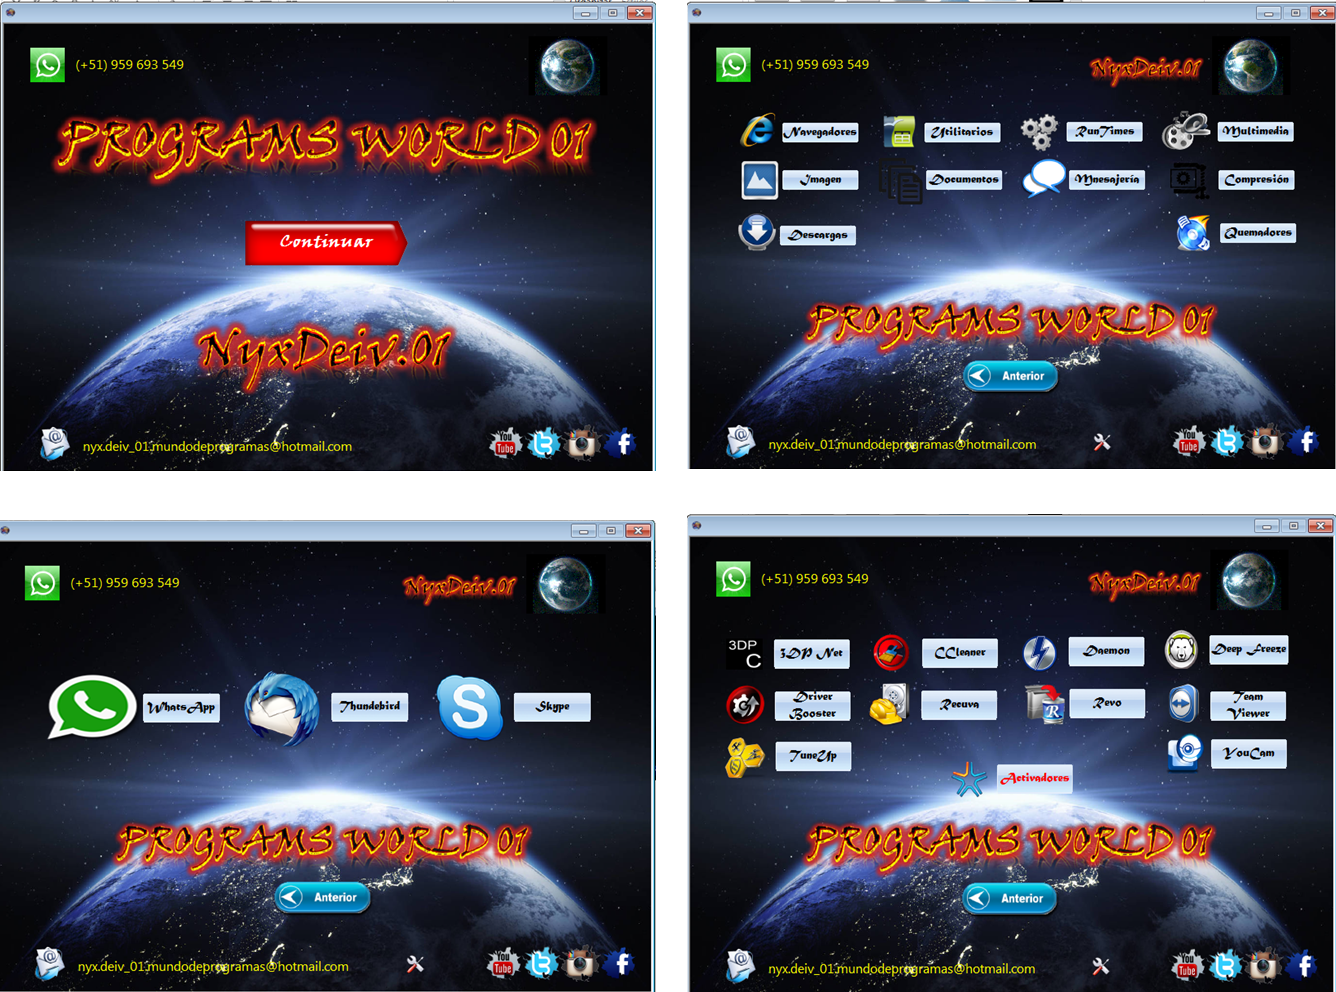 (+51) 959 693 549
PROGRAMS WORLD 01
Continuar
NyxDeiv.01
nyx.deiv_01.mundodeprogramas@hotmail.com
You
Tube
(+51) 959 693 549
NyxDeiv.01
Navegadores
Utilitarios
RunTimes
Multimedia
Imagen
Documentos
Mnesajería
Compresión
Descargas
Quemadores
PROGRAMS WORLD 01
Anterior
nyx.deiv_01.mundodeprogramas@hotmail.com
You
Tube
(+51) 959 693 549
NyxDeiv.01
WhatsApp
Thundebird
Skype
PROGRAMS WORLD 01
Anterior
nyx.deiv_01.mundodeprogramas@hotmail.com
You
Tube
(+51) 959 693 549
NyxDeiv.01
3DP
C
3DP Net
CCleaner
Daemon
Deep Freeze
Driver
Booster
Recuva
Revo
Team
Viewer
TuneUp
YouCam
Activadores
PROGRAMS WORLD 01
Anterior
nyx.deiv_01.mundodeprogramas@hotmail.com
You
Tube